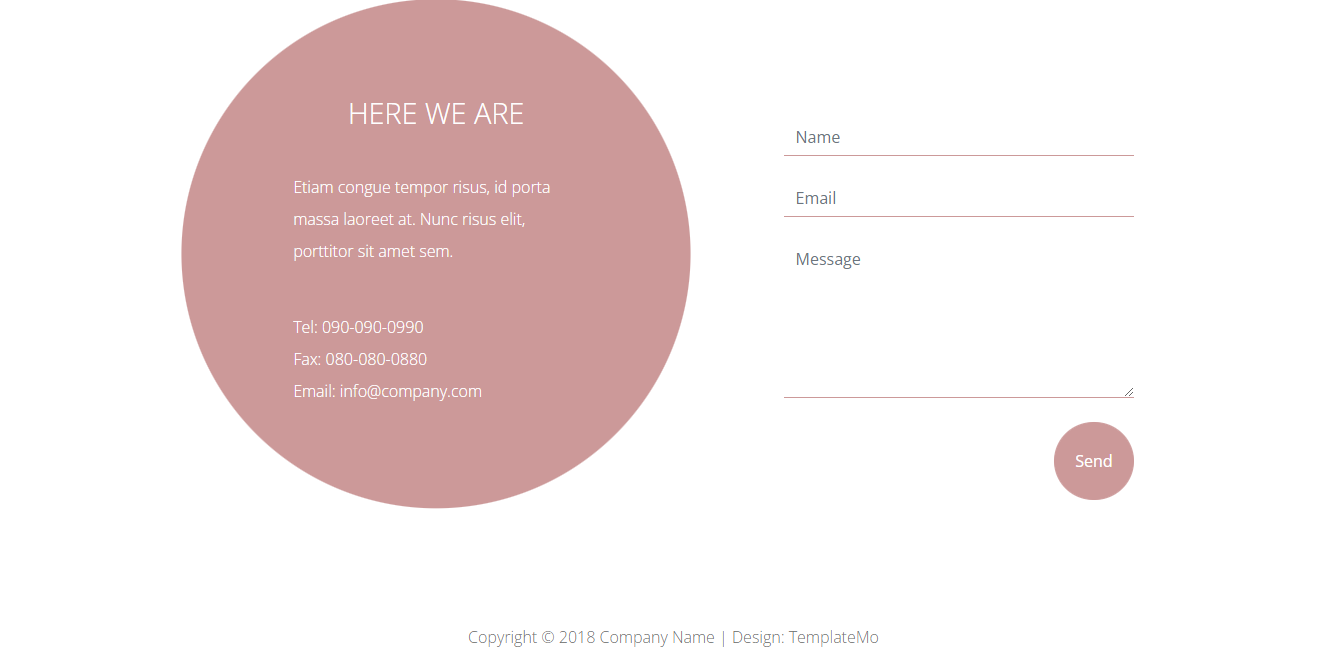 HERE WE ARE
Etiam congue tempor risus, id porta
massa laoreet at. Nunc risus elit,
porttitor sit amet sem.
Tel: 090-090-0990
Fax: 080-080-0880
Email: info@company.com
Name
Email
Message
Send
Copyright © 2018 Company Name | Design: TemplateMo